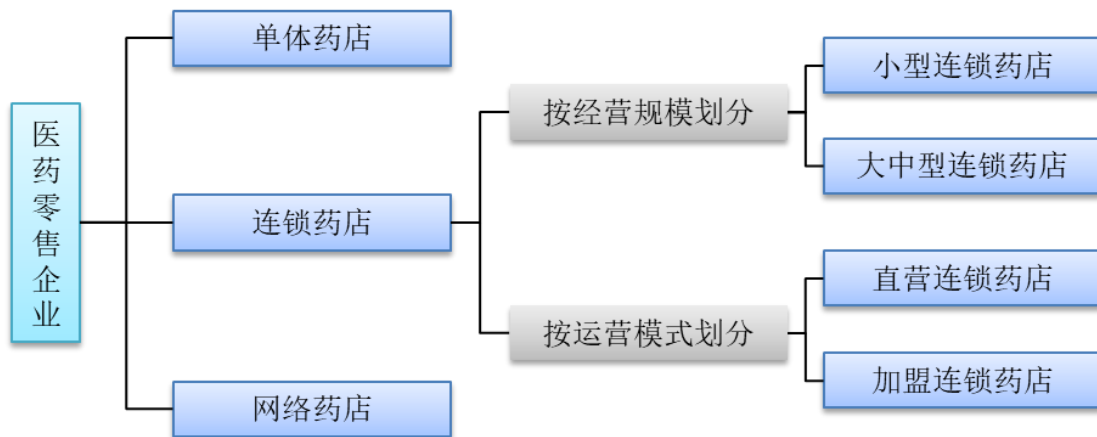 医药零售企业
单体药店
连锁药店
网络药店
按经营规模划分
按运营模式划分
小型连锁药店
大中型连锁药店
直营连锁药店
加盟连锁药店